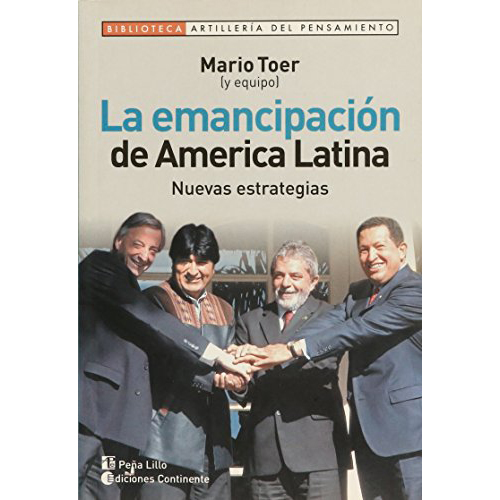 BIBLIOTECA ARTILLERÍA DEL PENSAMIENTO
Mario Toer
(y equipo)
La emancipación
de America Latina
Nuevas estrategias
Peña Lillo
Ediciones Continente